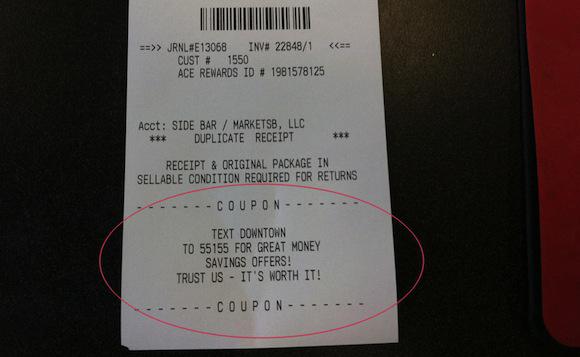 ==>> JRNL#E13068 INV# 22848/1 <<==
CUST # 1550
ACE REWARDS ID # 1981578125
Acct: SIDE BAR / MARKETSB, LLC
*** DUPLICATE RECEIPT ***
RECEIPT & ORIGINAL PACKAGE IN
SELLABLE CONDITION REQUIRED FOR RETURNS
- - - - - - - C O U P O N - - - - - - -
TEXT DOWNTOWN
TO 55155 FOR GREAT MONEY
SAVINGS OFFERS!
TRUST US - IT'S WORTH IT!
- - - - - - - C O U P O N - - - - - - -